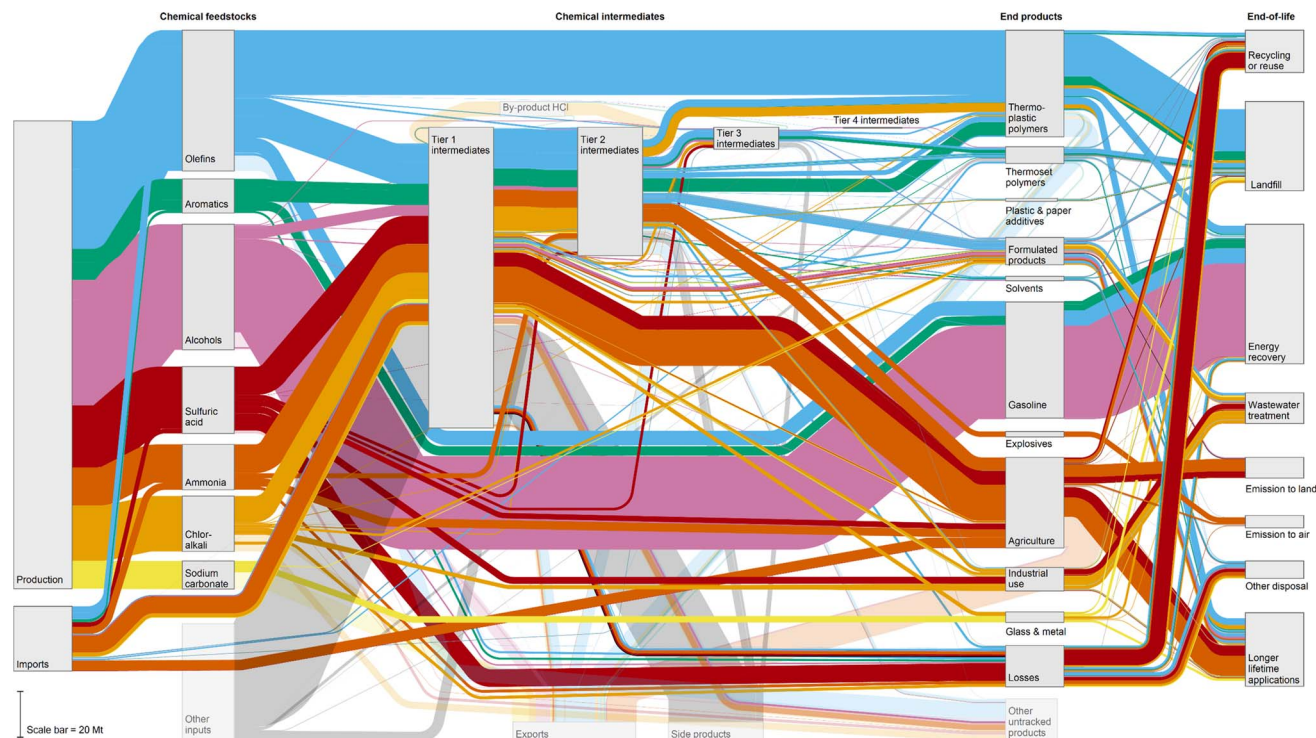 Chemical feedstocks
Chemical intermediates
End products
End-of-life
Production
Imports
Scale bar = 20 Mt
Olefins
Aromatics
Alcohols
Sulfuric
acid
Ammonia
Chlor-
alkali
Sodium
carbonate
Other
inputs
By-product HCl
Tier 1
intermediates
Tier 2
intermediates
Tier 3
intermediates
Tier 4 intermediates
Exports
Side products
Thermo-
plastic
polymers
Thermoset
polymers
Plastic & paper
additives
Formulated
products
Solvents
Gasoline
Explosives
Agriculture
Industrial
use
Glass & metal
Losses
Other
untracked
products
Recycling
or reuse
Landfill
Energy
recovery
Wastewater
treatment
Emission to land
Emission to air
Other disposal
Longer
lifetime
applications